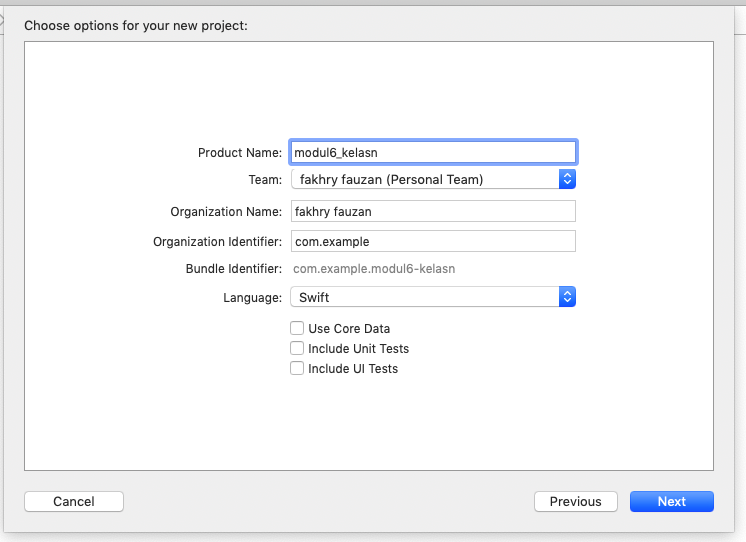 Choose options for your new project:
Product Name: modul6_kelasn
Team: fakhry fauzan (Personal Team)
Organization Name: fakhry fauzan
Organization Identifier: com.example
Bundle Identifier: com.example.modul6-kelasn
Language: Swift
Use Core Data
Include Unit Tests
Include UI Tests
Cancel Previous Next